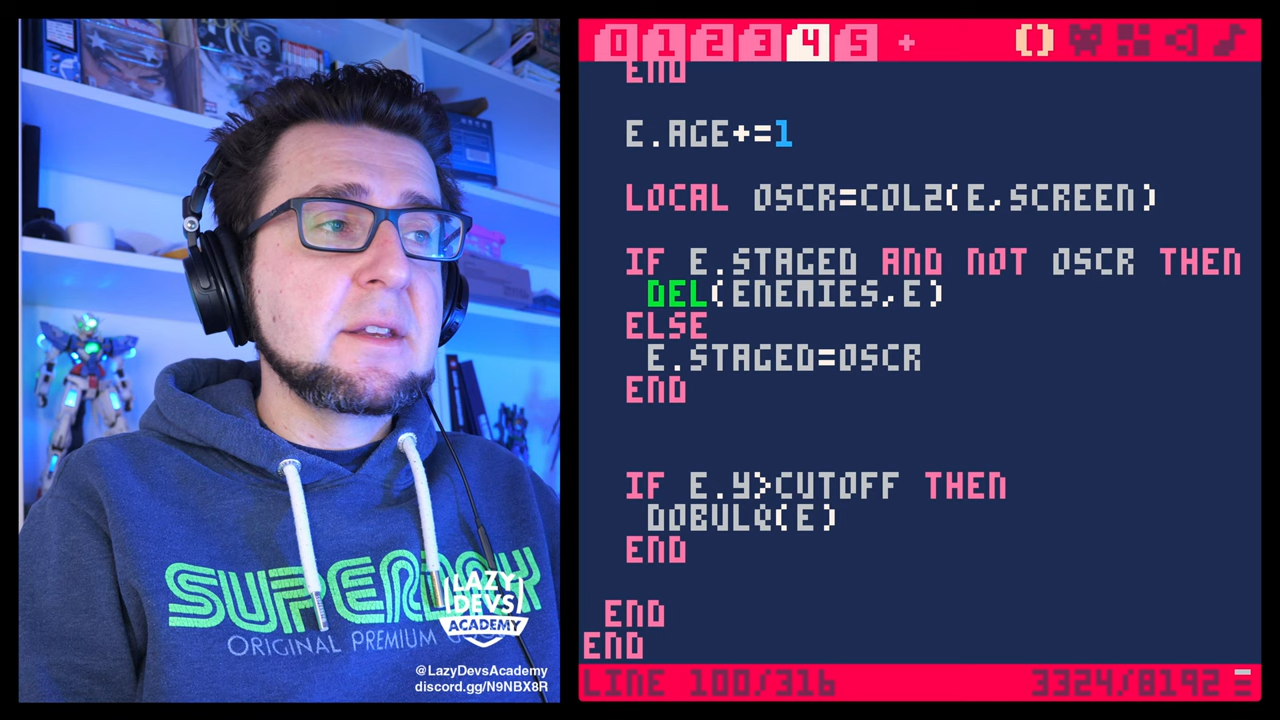 0 1 2 3 4 5 +
()
END
E.AGE+=1
LOCAL OSCR=COL2(E,SCREEN)
IF E.STAGED AND NOT OSCR THEN
DEL(ENEMIES,E)
ELSE
E.STAGED=OSCR
END
IF E.Y>CUTOFF THEN
DOBULQ(E)
END
END
END
LINE 100/316
3324/8192
SUPERDRY
ORIGINAL PREMIUM
LAZY
DEVS
ACADEMY
@LazyDevsAcademy
discord.gg/N9NBX8R